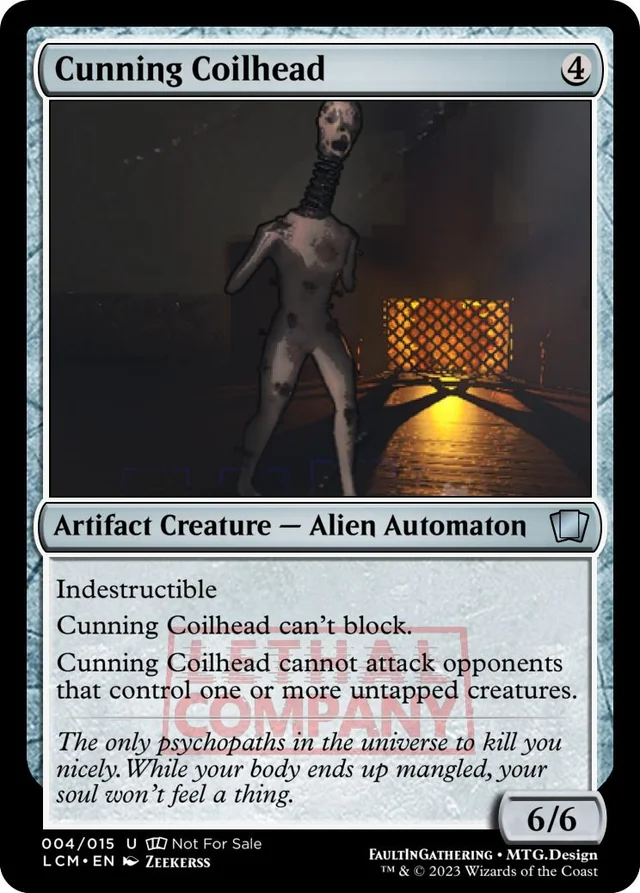 Cunning Coilhead
4
Artifact Creature — Alien Automaton
Indestructible
Cunning Coilhead can't block.
Cunning Coilhead cannot attack opponents
that control one or more untapped creatures.
LETHAL
COMPANY
The only psychopaths in the universe to kill you
nicely. While your body ends up mangled, your
soul won't feel a thing.
6/6
004/015 U Not For Sale
LCM • EN Zeekerss
FaultInGathering • MTG.Design
™ & © 2023 Wizards of the Coast